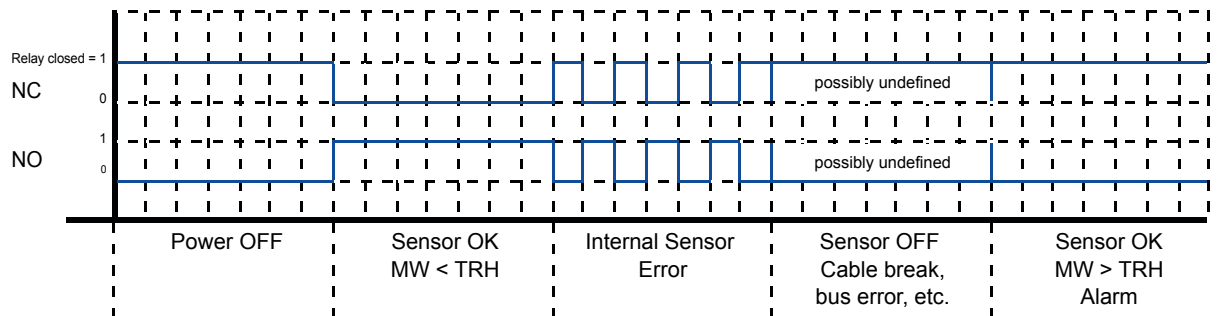 Relay closed = 1
NC
0
possibly undefined
1
NO
0
possibly undefined
Power OFF
Sensor OK
MW < TRH
Internal Sensor
Error
Sensor OFF
Cable break,
bus error, etc.
Sensor OK
MW > TRH
Alarm